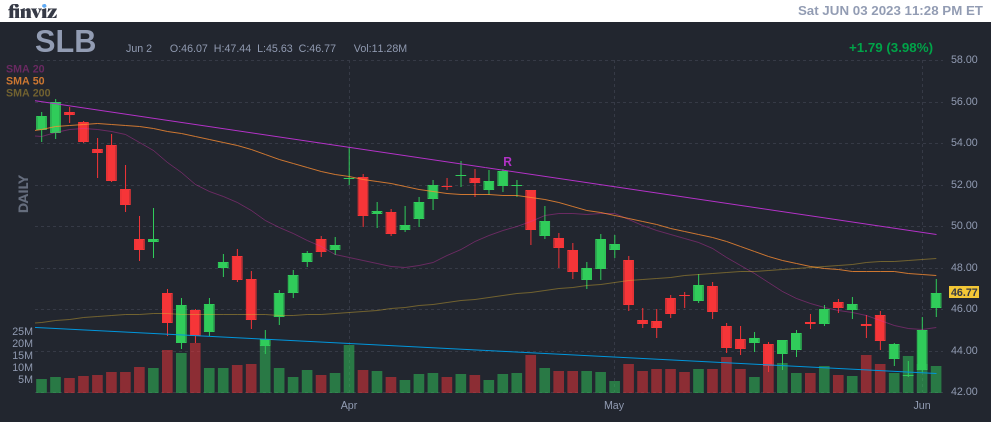 finviz
Sat JUN 03 2023 11:28 PM ET
SLB
Jun 2 O:46.07 H:47.44 L:45.63 C:46.77 Vol:11.28M
+1.79 (3.98%)
SMA 20
SMA 50
SMA 200
DAILY
R
58.00
56.00
54.00
52.00
50.00
48.00
46.77
46.00
44.00
42.00
25M
20M
15M
10M
5M
Apr
May
Jun